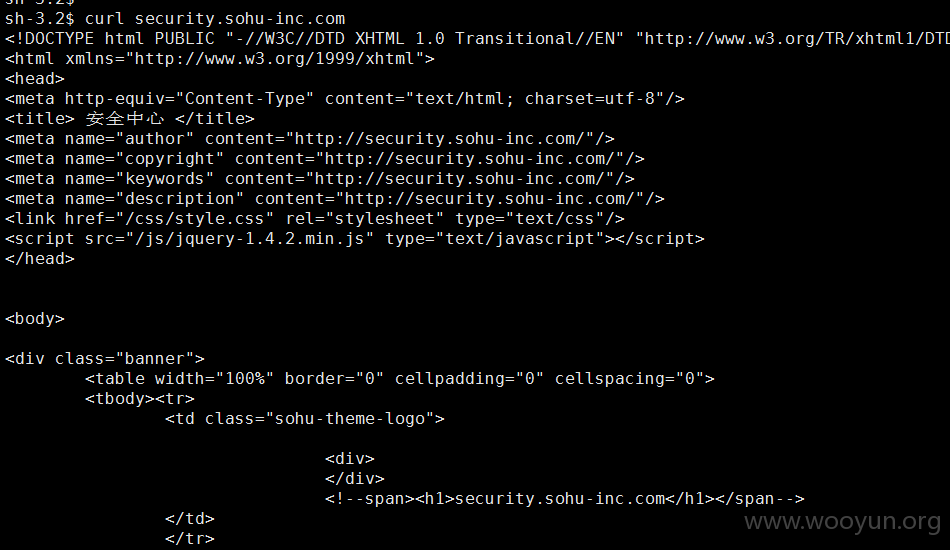 sh-3.2$
sh-3.2$ curl security.sohu-inc.com
<!DOCTYPE html PUBLIC "-//W3C//DTD XHTML 1.0 Transitional//EN" "http://www.w3.org/TR/xhtml1/DTD
<html xmlns="http://www.w3.org/1999/xhtml">
<head>
<meta http-equiv="Content-Type" content="text/html; charset=utf-8"/>
<title> 安全中心 </title>
<meta name="author" content="http://security.sohu-inc.com/"/>
<meta name="copyright" content="http://security.sohu-inc.com/"/>
<meta name="keywords" content="http://security.sohu-inc.com/"/>
<meta name="description" content="http://security.sohu-inc.com/"/>
<link href="/css/style.css" rel="stylesheet" type="text/css"/>
<script src="/js/jquery-1.4.2.min.js" type="text/javascript"></script>
</head>
<body>
<div class="banner">
<table width="100%" border="0" cellpadding="0" cellspacing="0">
<tbody><tr>
<td class="sohu-theme-logo">
<div>
</div>
<!--span><h1>security.sohu-inc.com</h1></span-->
</td>
</tr>
www.wooyun.org